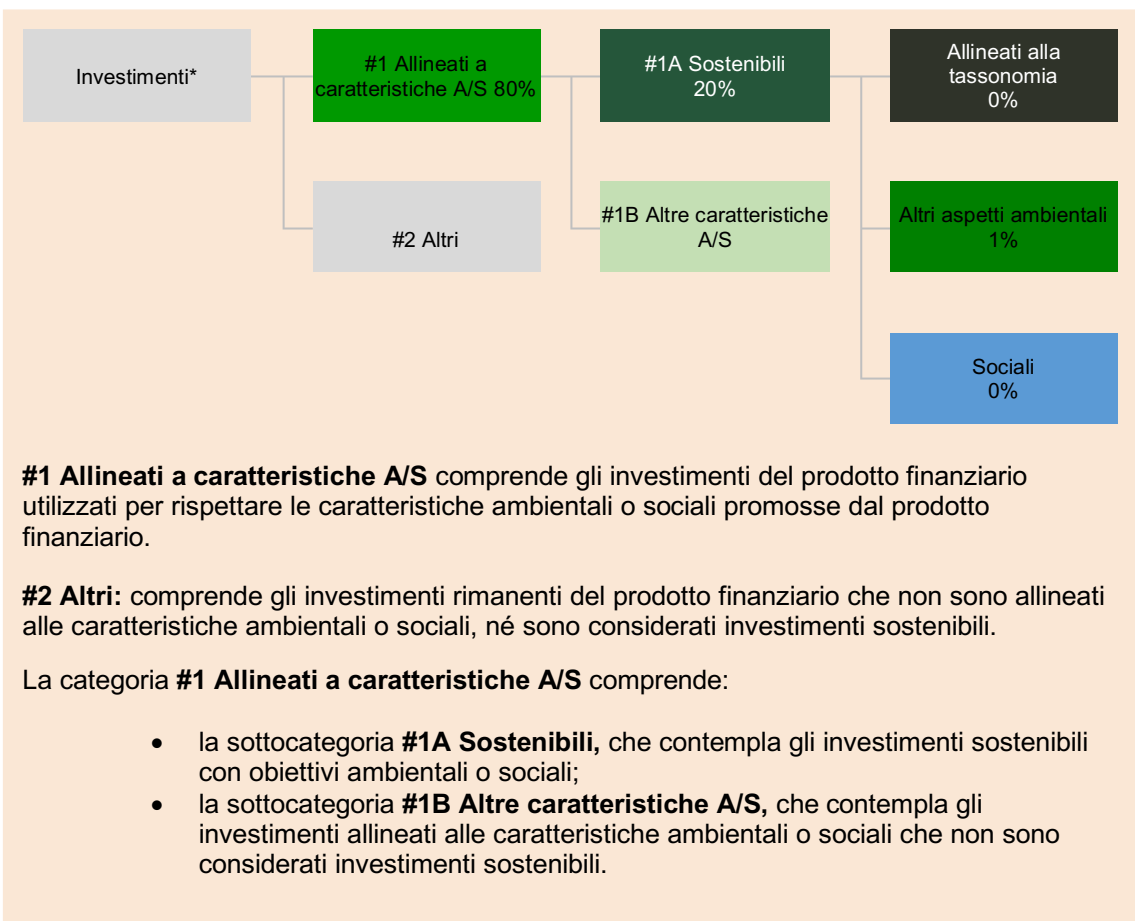 Investimenti*
#1 Allineati a
caratteristiche A/S 80%
#1A Sostenibili
20%
Allineati alla
tassonomia
0%
#2 Altri
#1B Altre caratteristiche
A/S
Altri aspetti ambientali
1%
Sociali
0%
#1 Allineati a caratteristiche A/S comprende gli investimenti del prodotto finanziario
utilizzati per rispettare le caratteristiche ambientali o sociali promosse dal prodotto
finanziario.
#2 Altri: comprende gli investimenti rimanenti del prodotto finanziario che non sono allineati
alle caratteristiche ambientali o sociali, né sono considerati investimenti sostenibili.
La categoria #1 Allineati a caratteristiche A/S comprende:
• la sottocategoria #1A Sostenibili, che contempla gli investimenti sostenibili
con obiettivi ambientali o sociali;
• la sottocategoria #1B Altre caratteristiche A/S, che contempla gli
investimenti allineati alle caratteristiche ambientali o sociali che non sono
considerati investimenti sostenibili.